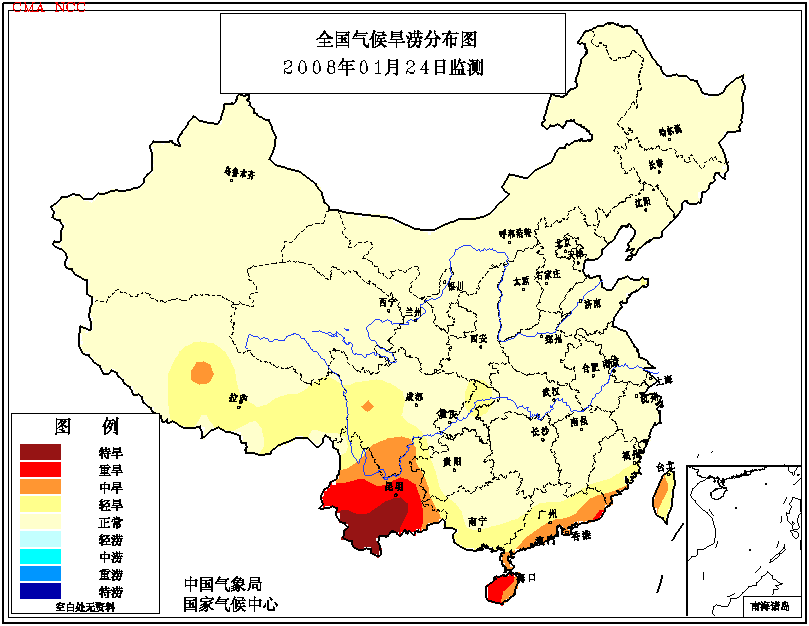 CMA NCC
全国气候旱涝分布图
2008年01月24日监测
哈尔滨
长春
沈阳
乌鲁木齐
呼和浩特
北京
天津
石家庄
太原
银川
西宁
兰州
济南
郑州
西安
合肥
南京
上海
杭州
拉萨
成都
重庆
武汉
南昌
长沙
贵阳
福州
台北
昆明
南宁
广州
澳门
香港
海口
图 例
特旱
重旱
中旱
轻旱
正常
轻涝
中涝
重涝
特涝
空白处无资料
中国气象局
国家气候中心
南海诸岛